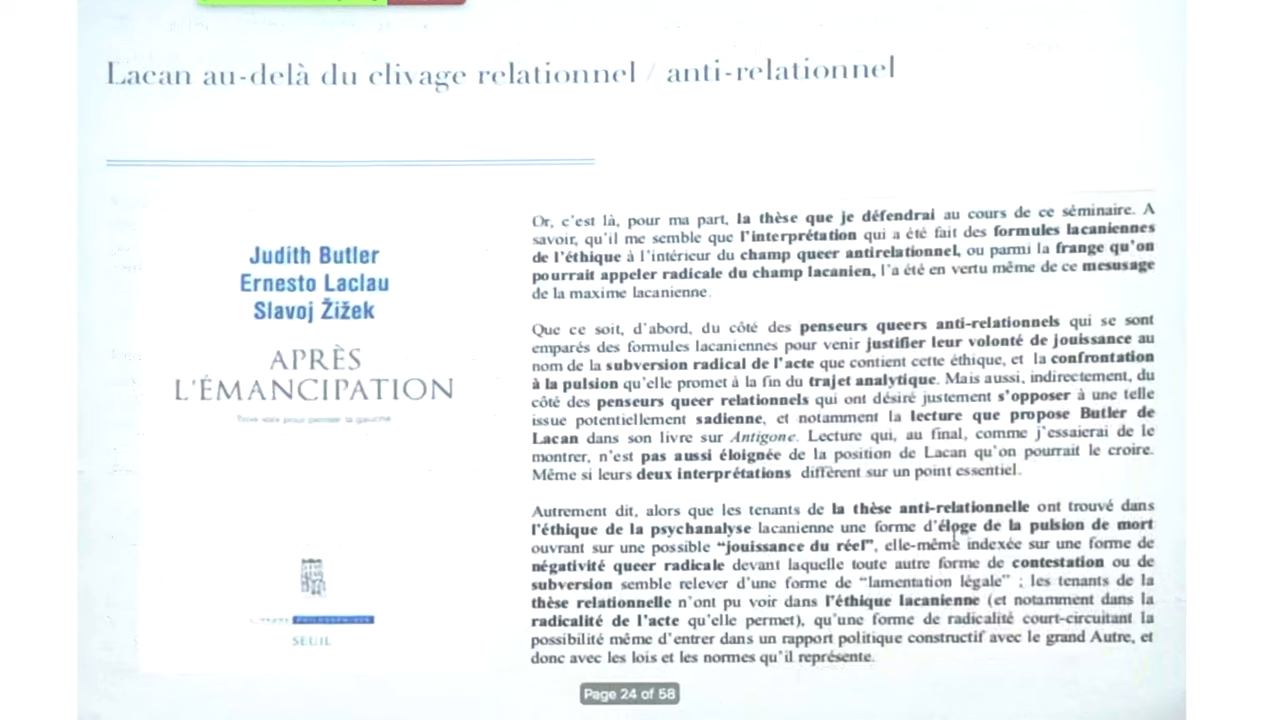 Lacan au-delà du clivage relationnel / anti-relationnel
Judith Butler
Ernesto Laclau
Slavoj Žižek
APRÈS
L'ÉMANCIPATION
Trois voix pour penser la gauche
SEUIL
Or, c'est là, pour ma part, la thèse que je défendrai au cours de ce séminaire. A
savoir, qu'il me semble que l'interprétation qui a été fait des formules lacaniennes
de l'éthique à l'intérieur du champ queer antirelationnel, ou parmi la frange qu'on
pourrait appeler radicale du champ lacanien, l'a été en vertu même de ce mesusage
de la maxime lacanienne.
Que ce soit, d'abord, du côté des penseurs queers anti-relationnels qui se sont
emparés des formules lacaniennes pour venir justifier leur volonté de jouissance au
nom de la subversion radical de l'acte que contient cette éthique, et la confrontation
à la pulsion qu'elle promet à la fin du trajet analytique. Mais aussi, indirectement, du
côté des penseurs queer relationnels qui ont désiré justement s'opposer à une telle
issue potentiellement sadienne, et notamment la lecture que propose Butler de
Lacan dans son livre sur Antigone. Lecture qui, au final, comme j'essaierai de le
montrer, n'est pas aussi éloignée de la position de Lacan qu'on pourrait le croire.
Même si leurs deux interprétations diffèrent sur un point essentiel.
Autrement dit, alors que les tenants de la thèse anti-relationnelle ont trouvé dans
l'éthique de la psychanalyse lacanienne une forme d'éloge de la pulsion de mort
ouvrant sur une possible “jouissance du réel”, elle-même indexée sur une forme de
négativité queer radicale devant laquelle toute autre forme de contestation ou de
subversion semble relever d'une forme de “lamentation légale” ; les tenants de la
thèse relationnelle n'ont pu voir dans l'éthique lacanienne (et notamment dans la
radicalité de l'acte qu'elle permet), qu'une forme de radicalité court-circuitant la
possibilité même d'entrer dans un rapport politique constructif avec le grand Autre, et
donc avec les lois et les normes qu'il représente.
Page 24 of 58